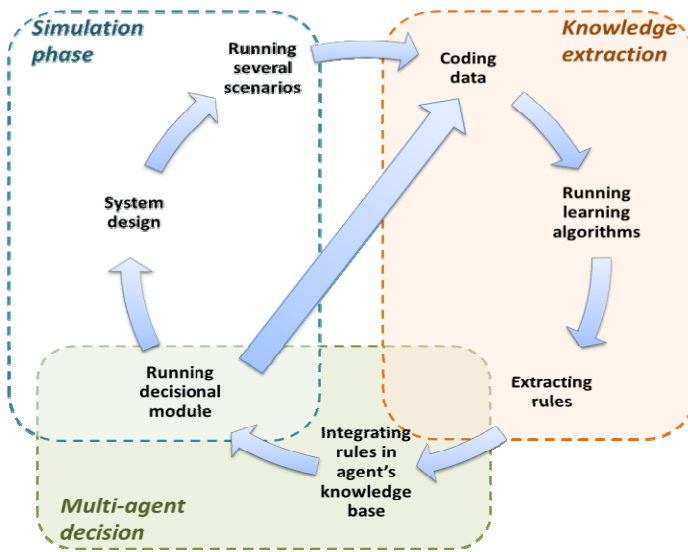 Simulation
phase
Running
several
scenarios
Coding
data
Knowledge
extraction
System
design
Running
learning
algorithms
Running
decisional
module
Extracting
rules
Integrating
rules in
agent's
knowledge
base
Multi-agent
decision